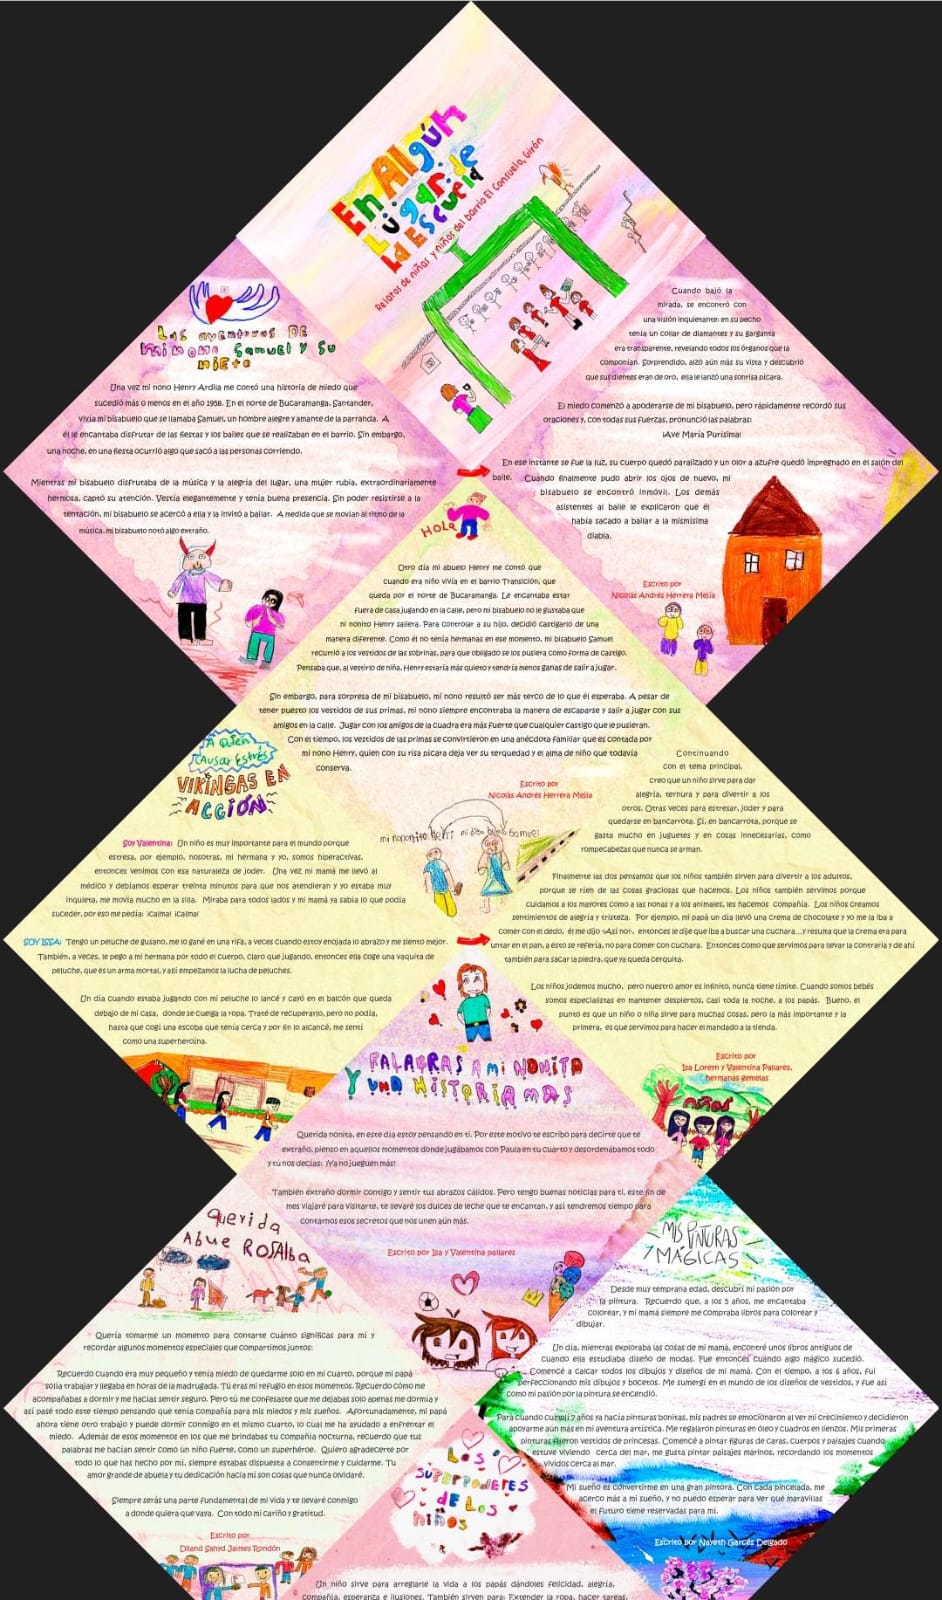 En Algún
Lugar de
La Escuela
Relatos de niñas y niños del barrio El Consuelo, Girón
Las aventuras DE
mi nono Samuel y su
nieto
Una vez mi nono Henry Ardila me contó una historia de miedo que
sucedió más o menos en el año 1956. En el norte de Bucaramanga, Santander,
vivía mi bisabuelo que se llamaba Samuel, un hombre alegre y amante de la parranda. A
él le encantaba disfrutar de las fiestas y los bailes que se realizaban en el barrio. Sin embargo,
una noche, en una fiesta ocurrió algo que sacó a las personas corriendo.
Mientras mi bisabuelo disfrutaba de la música y la alegría del lugar, una mujer rubia, extraordinariamente
hermosa, captó su atención. Vestía elegantemente y tenía buena presencia. Sin poder resistirse a la
tentación, mi bisabuelo se acercó a ella y la invitó a bailar. A medida que se movían al ritmo de la
música, mi bisabuelo notó algo extraño.
Cuando bajó la
mirada, se encontró con
una visión inquietante: en su pecho
tenía un collar de diamantes y su garganta
era transparente, revelando todos los órganos que la
componían. Sorprendido, alzó aún más su vista y descubrió
que sus dientes eran de oro, ella le lanzó una sonrisa pícara.
El miedo comenzó a apoderarse de mi bisabuelo, pero rápidamente recordó sus
oraciones y, con todas sus fuerzas, pronunció las palabras:
¡Ave María Purísima!
En ese instante se fue la luz, su cuerpo quedó paralizado y un olor a azufre quedó impregnado en el salón del
baile. Cuando finalmente pudo abrir los ojos de nuevo, mi
bisabuelo se encontró inmóvil. Los demás
asistentes al baile le explicaron que él
había sacado a bailar a la mismísima
diabla.
Escrito por
Nicolás Andrés Herrera Mejía
HOLA
Otro día mi abuelo Henry me contó que
cuando era niño vivía en el barrio Transición, que
queda por el norte de Bucaramanga. Le encantaba estar
fuera de casa jugando en la calle, pero mi bisabuelo no le gustaba que
mi nonito Henry saliera. Para controlar a su hijo, decidió castigarlo de una
manera diferente. Como él no tenía hermanas en ese momento, mi bisabuelo Samuel
recurrió a los vestidos de las sobrinas, para que obligado se los pusiera como forma de castigo.
Pensaba que, al vestirlo de niña, Henry estaría más quieto y tendría menos ganas de salir a jugar.
Sin embargo, para sorpresa de mi bisabuelo, mi nono resultó ser más terco de lo que él esperaba. A pesar de
tener puesto los vestidos de sus primas, mi nono siempre encontraba la manera de escaparse y salir a jugar con sus
amigos en la calle. Jugar con los amigos de la cuadra era más fuerte que cualquier castigo que le pusieran.
Con el tiempo, los vestidos de las primas se convirtieron en una anécdota familiar que es contada por
mi nono Henry, quien con su risa pícara deja ver su terquedad y el alma de niño que todavía
conserva.
Escrito por
Nicolás Andrés Herrera Mejía
A Quien
CAUSAR Estrés
VIKINGAS EN
ACCIÓN
Soy Valentina: Un niño es muy importante para el mundo porque
estresa, por ejemplo, nosotras, mi hermana y yo, somos hiperactivas,
entonces venimos con esa naturaleza de joder. Una vez mi mamá me llevó al
médico y debíamos esperar treinta minutos para que nos atendieran y yo estaba muy
inquieta, me movía mucho en la silla. Miraba para todos lados y mi mamá ya sabía lo que podía
suceder, por eso me pedía: ¡calma! ¡calma!
SOY ISSA: Tengo un peluche de gusano, me lo gané en una rifa, a veces cuando estoy enojada lo abrazo y me siento mejor.
También, a veces, le pego a mi hermana por todo el cuerpo, claro que jugando, entonces ella coge una vaquita de
peluche, que es un arma mortal, y así empezamos la lucha de peluches.
Un día cuando estaba jugando con mi peluche lo lancé y cayó en el balcón que queda
debajo de mi casa, donde se cuelga la ropa. Traté de recuperarlo, pero no podía,
hasta que cogí una escoba que tenía cerca y por fin lo alcancé, me sentí
como una superheroína.
Continuando
con el tema principal,
creo que un niño sirve para dar
alegría, ternura y para divertir a los
otros. Otras veces para estresar, joder y para
quedarse en bancarrota. Sí, en bancarrota, porque se
gasta mucho en juguetes y en cosas innecesarias, como
rompecabezas que nunca se arman.
Finalmente las dos pensamos que los niños también sirven para divertir a los adultos,
porque se ríen de las cosas graciosas que hacemos. Los niños también servimos porque
cuidamos a los mayores como a las nonas y a los animales, les hacemos compañía. Los niños creamos
sentimientos de alegría y tristeza. Por ejemplo, mi papá un día llevó una crema de chocolate y yo me la iba a
comer con el dedo, él me dijo «Así no!», entonces le dije que iba a buscar una cuchara...y resulta que la crema era para
untar en el pan, a esto se refería, no para comer con cuchara. Entonces como que servimos para llevar la contraria y de ahí
también para sacar la piedra, que ya queda cerquita.
Los niños jodemos mucho, pero nuestro amor es infinito, nunca tiene límite. Cuando somos bebés
somos especialistas en mantener despiertos, casi toda la noche, a los papás. Bueno, el
punto es que un niño o niña sirve para muchas cosas, pero la más importante y la
primera, es que servimos para hacer el mandado a la tienda.
Escrito por
Isa Lorem y Valentina Pallares,
hermanas gemelas
niños
PALABRAS A MI NONITA
Y UNA HISTORIA MAS
Querida nonita, en este día estoy pensando en ti. Por este motivo te escribo para decirte que te
extraño, pienso en aquellos momentos donde jugábamos con Paula en tu cuarto y desordenábamos todo
y tú nos decías: ¡Ya no jueguen más!
También extraño dormir contigo y sentir tus abrazos cálidos. Pero tengo buenas noticias para ti, este fin de
mes viajaré para visitarte, te llevaré los dulces de leche que te encantan, y así tendremos tiempo para
contarnos esos secretos que nos unen aún más.
Escrito por Isa y Valentina pallares
Querida
Abue ROSAlba
Quería tomarme un momento para contarte cuánto significas para mí y
recordar algunos momentos especiales que compartimos juntos:
Recuerdo cuando era muy pequeño y tenía miedo de quedarme solo en mi cuarto, porque mi papá
solía trabajar y llegaba en horas de la madrugada. Tú eras mi refugio en esos momentos. Recuerdo cómo me
acompañabas a dormir y me hacías sentir seguro. Pero tú me confesaste que me dejabas solo apenas me dormía y
así pasé todo este tiempo pensando que tenía compañía para mis miedos y mis sueños. Afortunadamente, mi papá
ahora tiene otro trabajo y puede dormir conmigo en el mismo cuarto, lo cual me ha ayudado a enfrentar el
miedo. Además de esos momentos en los que me brindabas tu compañía nocturna, recuerdo que tus
palabras me hacían sentir como un niño fuerte, como un superhéroe. Quiero agradecerte por
todo lo que has hecho por mí, siempre estabas dispuesta a consentirme y cuidarme. Tu
amor grande de abuela y tu dedicación hacia mí son cosas que nunca olvidaré.
Siempre serás una parte fundamental de mi vida y te llevaré conmigo
a donde quiera que vaya. Con todo mi cariño y gratitud.
Escrito por
Diland Sahyd Jaimes Rondón
MIS PINTURAS
MÁGICAS
Desde muy temprana edad, descubrí mi pasión por
la pintura. Recuerdo que, a los 5 años, me encantaba
colorear, y mi mamá siempre me compraba libros para colorear y
dibujar.
Un día, mientras exploraba las cosas de mi mamá, encontré unos libros antiguos de
cuando ella estudiaba diseño de modas. Fue entonces cuando algo mágico sucedió.
Comencé a calcar todos los dibujos y diseños de mi mamá. Con el tiempo, a los 6 años, fui
perfeccionando mis dibujos y bocetos. Me sumergí en el mundo de los diseños de vestidos, y fue así
como mi pasión por la pintura se encendió.
Para cuando cumplí 7 años ya hacía pinturas bonitas, mis padres se emocionaron al ver mi crecimiento y decidieron
apoyarme aún más en mi aventura artística. Me regalaron pinturas en óleo y cuadros en lienzos. Mis primeras
pinturas fueron vestidos de princesas. Comencé a pintar figuras de caras, cuerpos y paisajes cuando
estuve viviendo cerca del mar, me gusta pintar paisajes marinos, recordando los momentos
vividos cerca al mar.
Mi sueño es convertirme en una gran pintora. Con cada pincelada, me
acerco más a mi sueño, y no puedo esperar para ver qué maravillas
el futuro tiene reservadas para mí.
Escrito por Nayeth Garcés Delgado
Los
SUPERPODERES
DE LOS
niños
Un niño sirve para arreglarle la vida a los papás dándoles felicidad, alegría,
compañía, esperanza e ilusiones. También sirven para: Extender la ropa, hacer tareas,